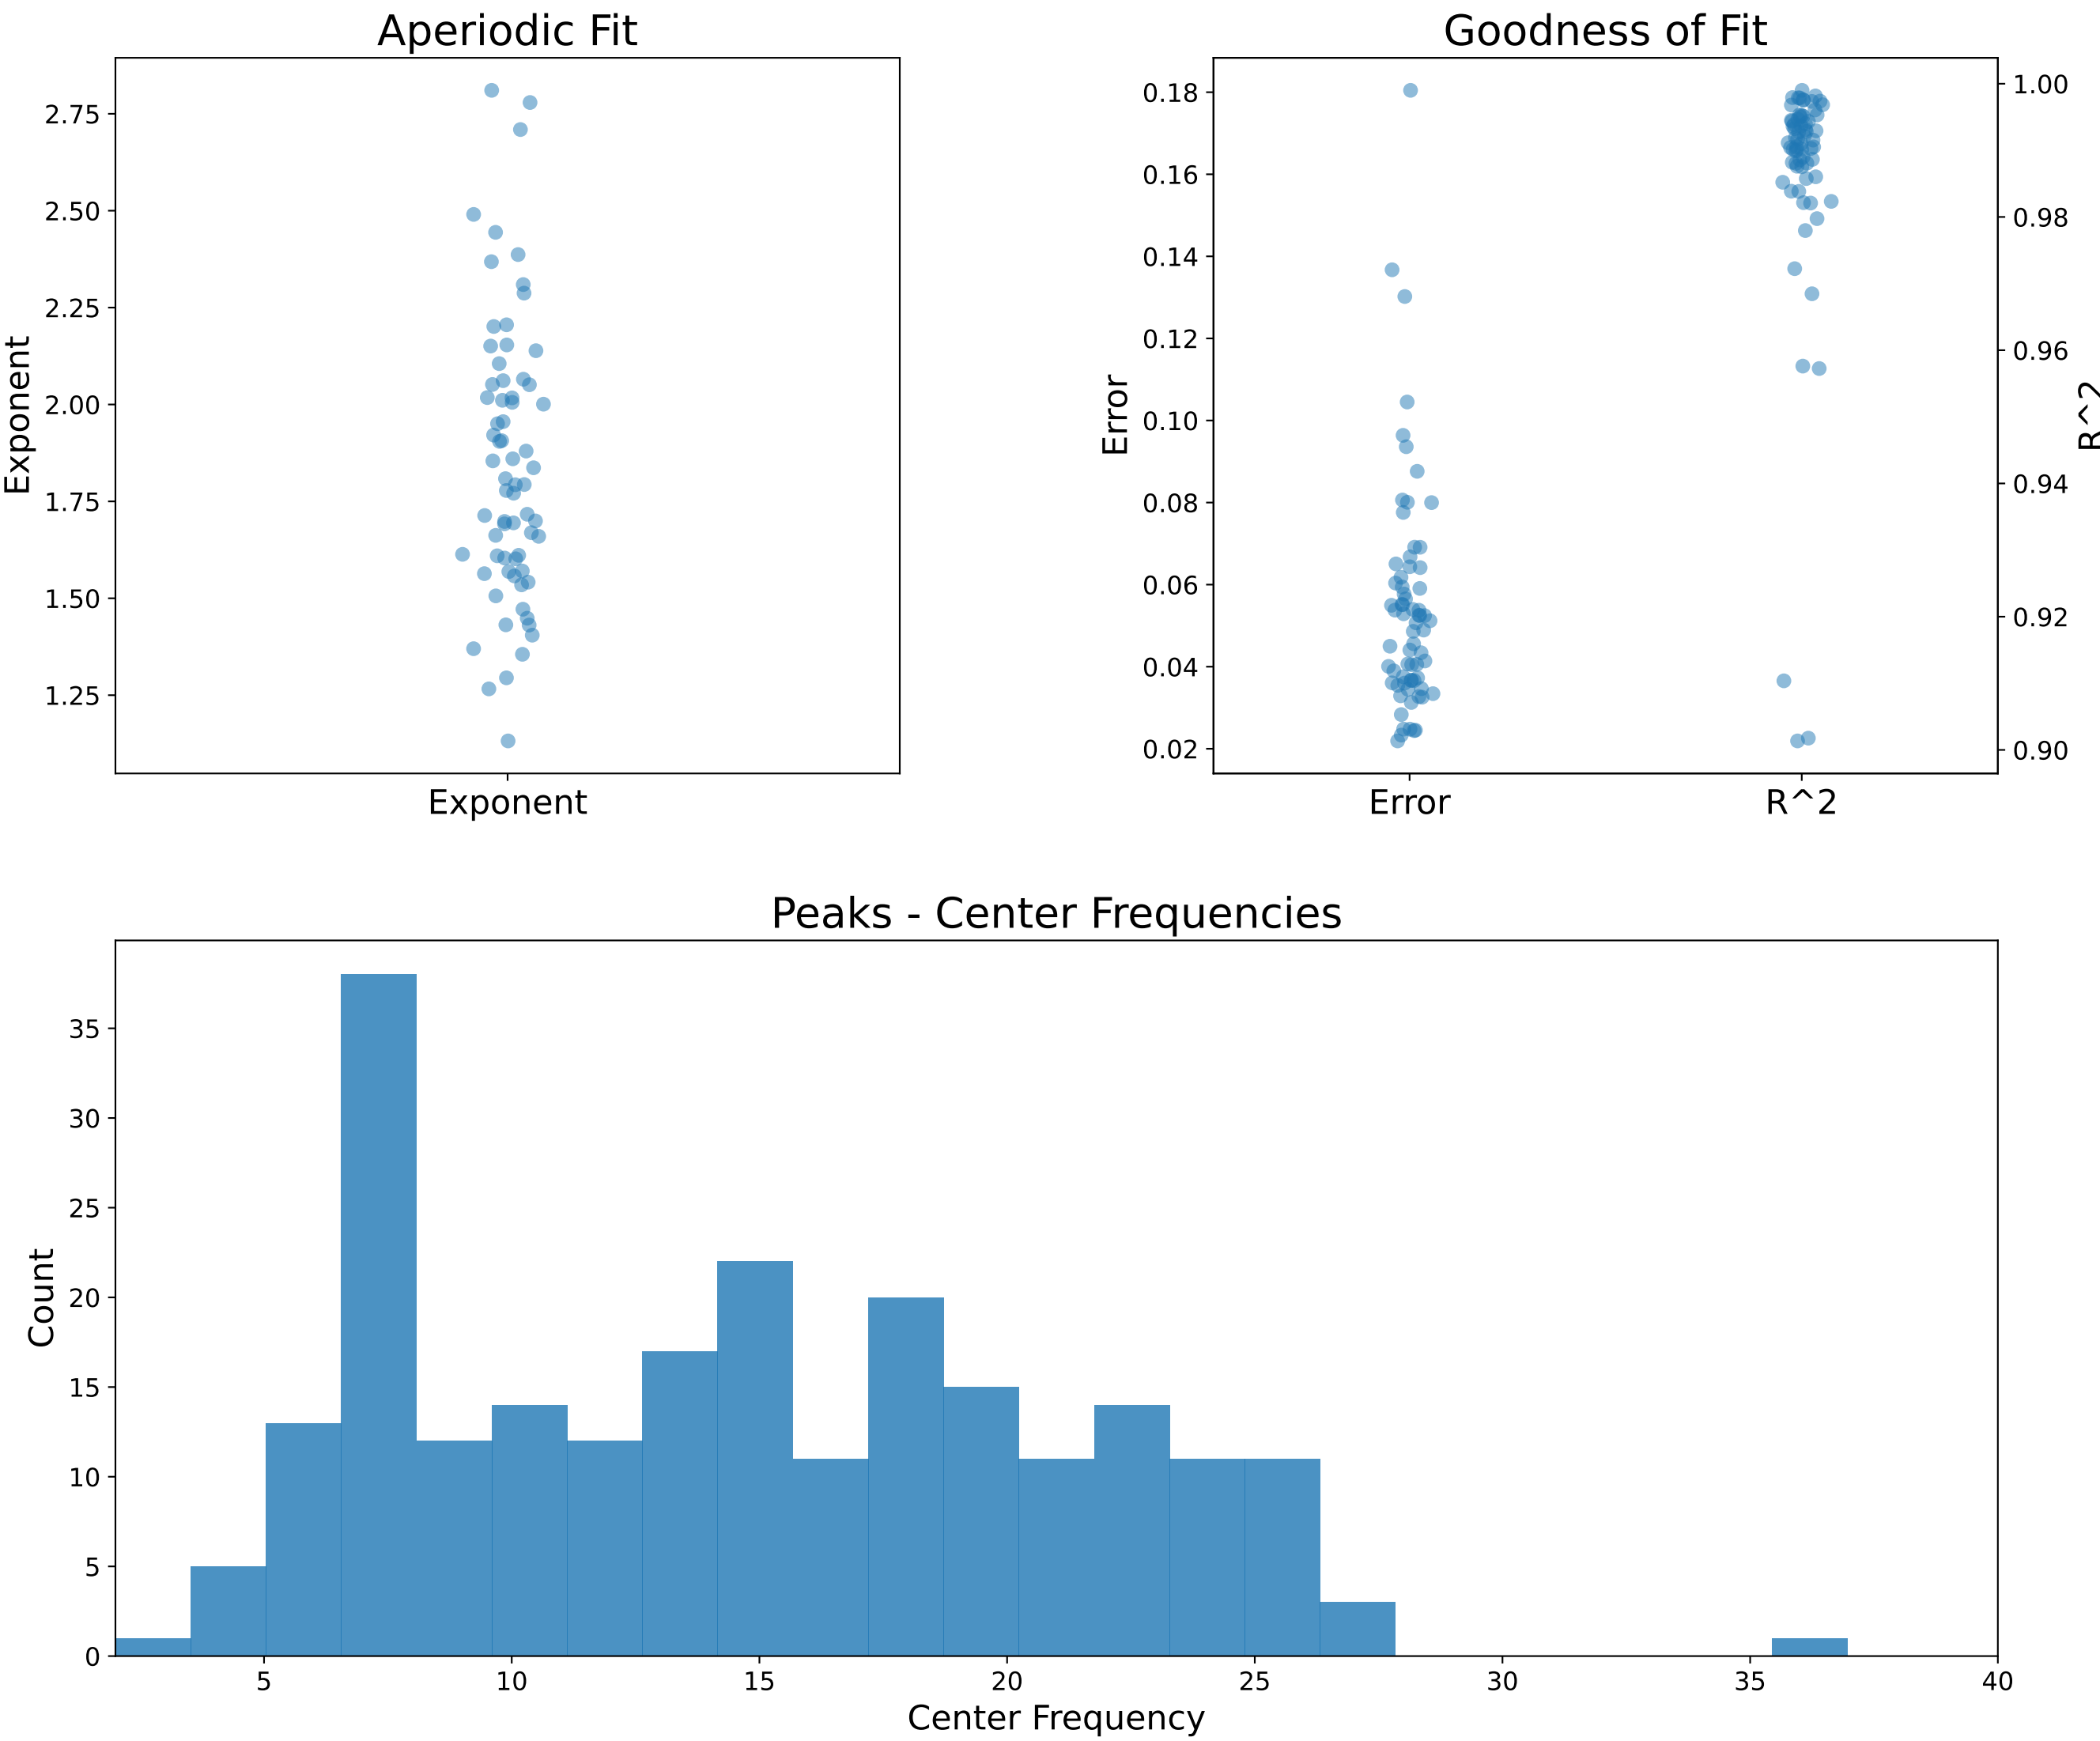 Aperiodic Fit
Exponent
2.75
2.50
2.25
2.00
1.75
1.50
1.25
Exponent
Goodness of Fit
Error
0.18
0.16
0.14
0.12
0.10
0.08
0.06
0.04
0.02
1.00
0.98
0.96
0.94
0.92
0.90
R^2
Error R^2
Peaks - Center Frequencies
Count
35
30
25
20
15
10
5
0
5 10 15 20 25 30 35 40
Center Frequency